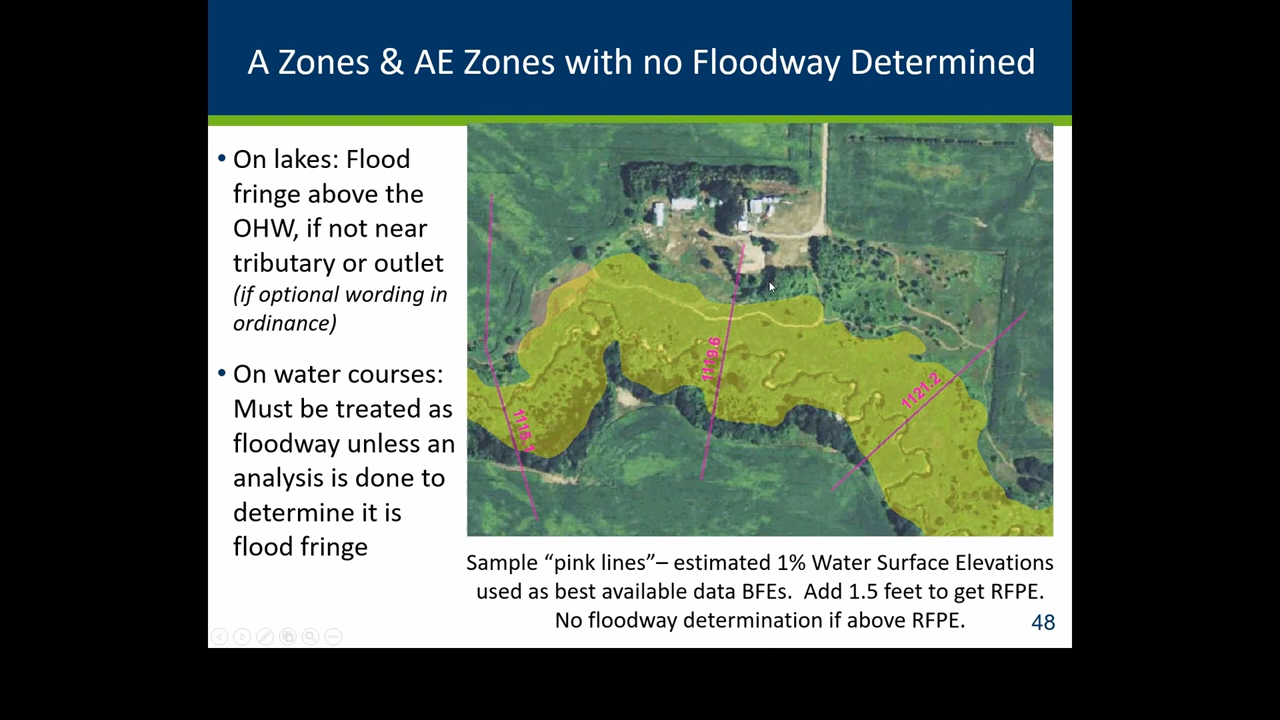 A Zones & AE Zones with no Floodway Determined
• On lakes: Flood
fringe above the
OHW, if not near
tributary or outlet
(if optional wording in
ordinance)
• On water courses:
Must be treated as
floodway unless an
analysis is done to
determine it is
flood fringe
1119.6
1121.2
Sample “pink lines”– estimated 1% Water Surface Elevations
used as best available data BFEs.  Add 1.5 feet to get RFPE.
No floodway determination if above RFPE.
48